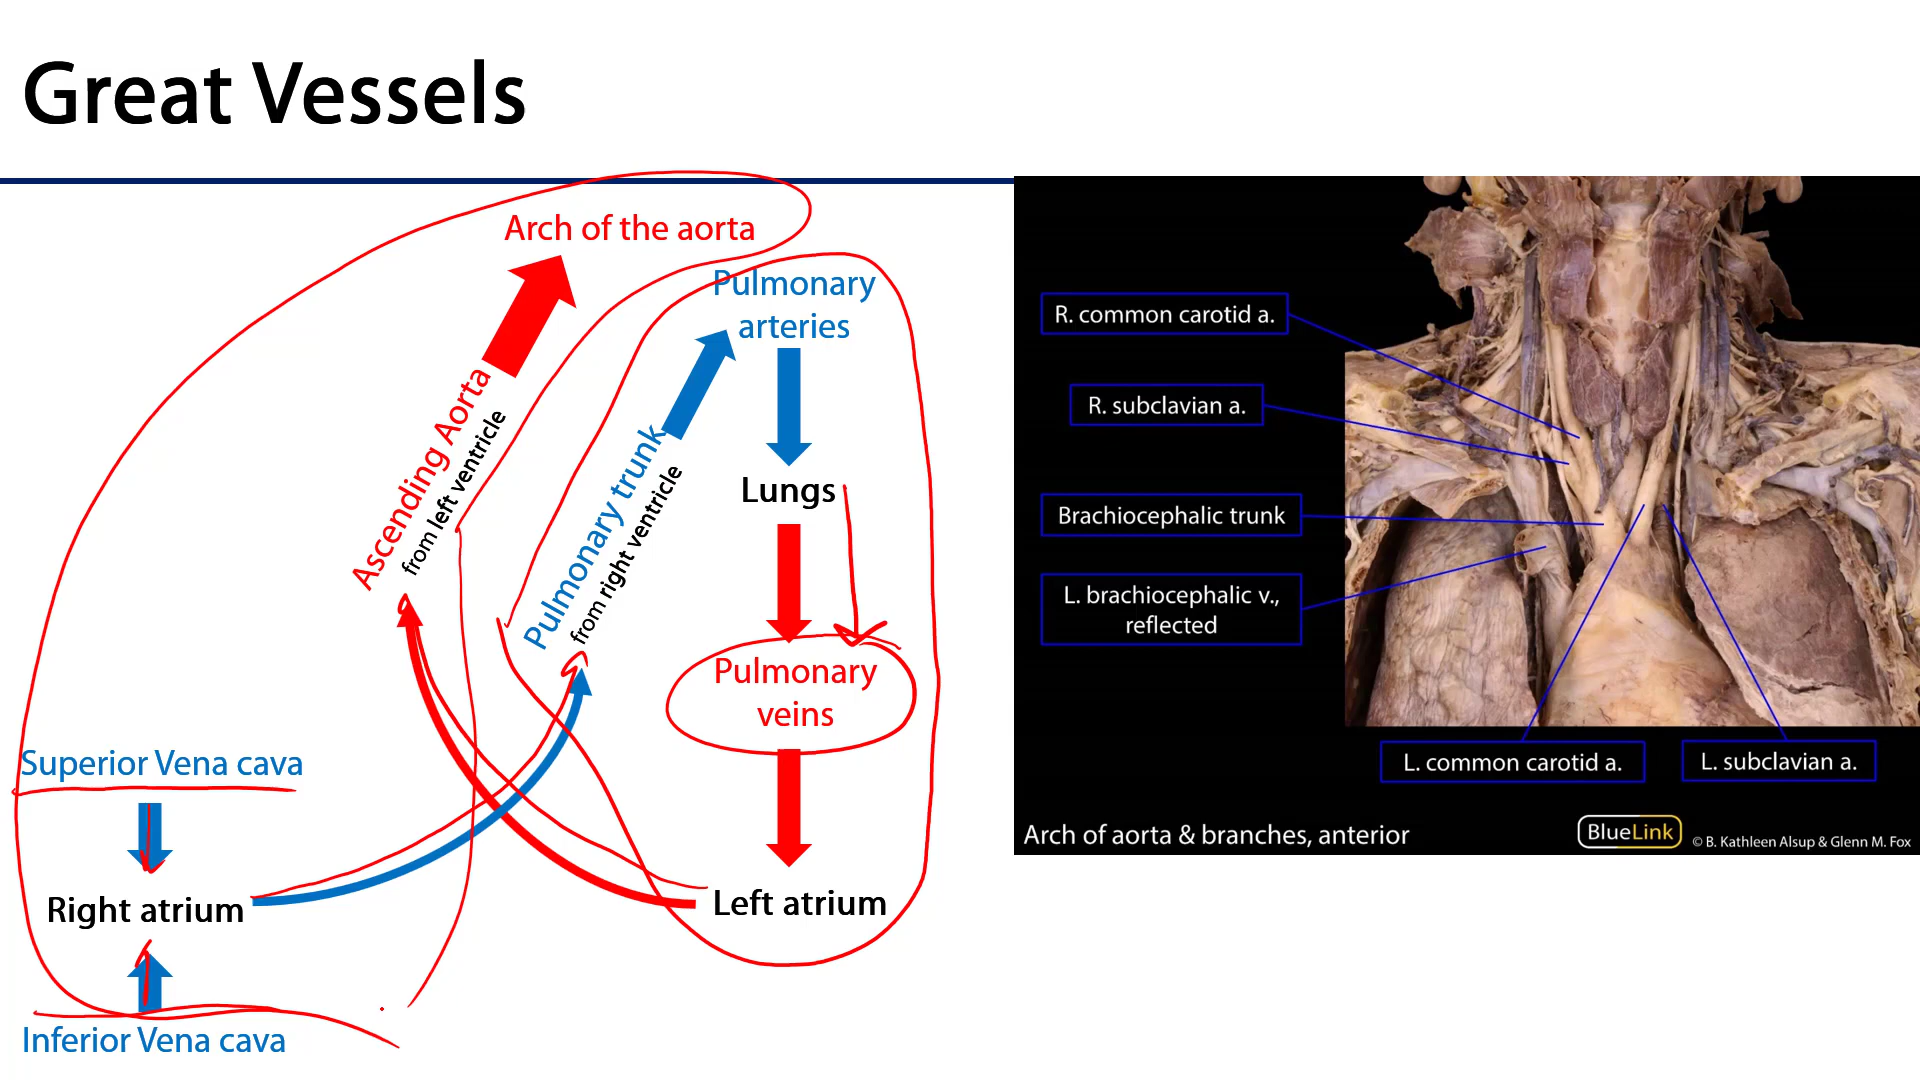 Great Vessels
Arch of the aorta
Pulmonary
arteries
Ascending Aorta
from left ventricle
Pulmonary trunk
from right ventricle
Lungs
Pulmonary
veins
Superior Vena cava
Right atrium
Left atrium
Inferior Vena cava
R. common carotid a.
R. subclavian a.
Brachiocephalic trunk
L. brachiocephalic v.,
reflected
L. common carotid a.
L. subclavian a.
Arch of aorta & branches, anterior
BlueLink
© B. Kathleen Alsup & Glenn M. Fox